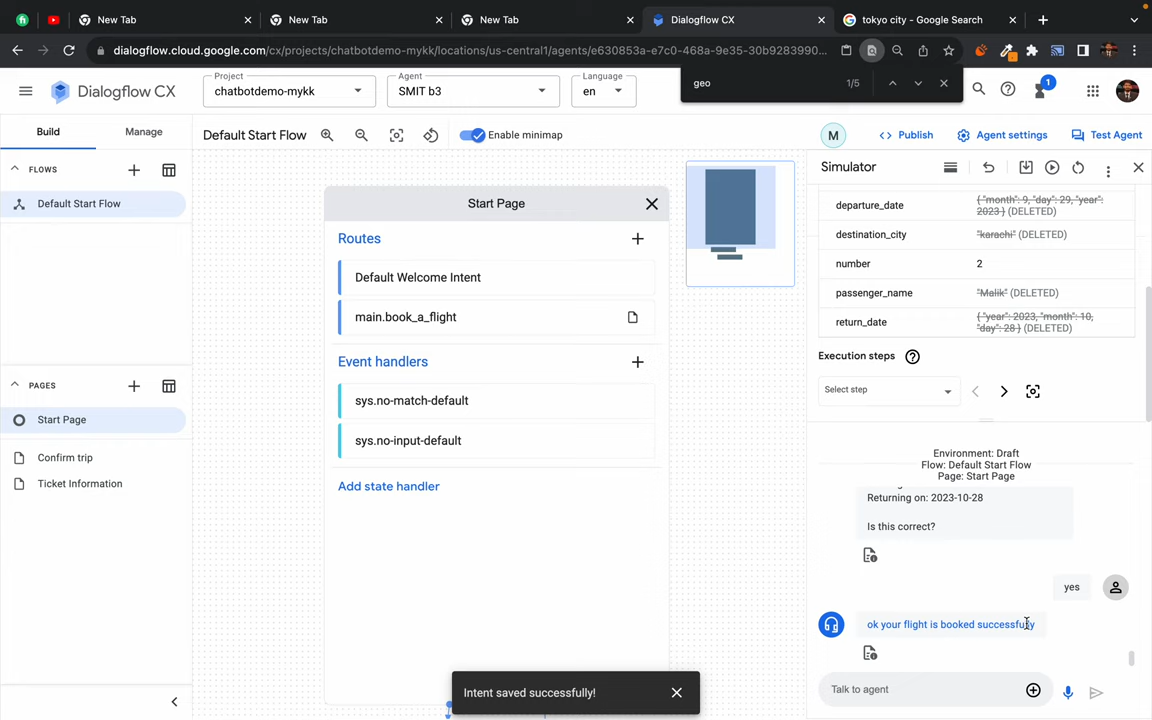 New Tab
New Tab
New Tab
Dialogflow CX
tokyo city - Google Search
dialogflow.cloud.google.com/cx/projects/chatbotdemo-mykk/locations/us-central1/agents/e630853a-e7c0-468a-9e35-30b9283990...
geo
1/5
Dialogflow CX
Project
chatbotdemo-mykk
Agent
SMIT b3
Language
en
1
Build
Manage
Default Start Flow
Enable minimap
M
Publish
Agent settings
Test Agent
FLOWS
Default Start Flow
PAGES
Start Page
Confirm trip
Ticket Information
Start Page
Routes
Default Welcome Intent
main.book_a_flight
Event handlers
sys.no-match-default
sys.no-input-default
Add state handler
Intent saved successfully!
Simulator
departure_date
{ "month": 9, "day": 29, "year":
2023 } (DELETED)
destination_city
"karachi" (DELETED)
number
2
passenger_name
"Malik" (DELETED)
return_date
{ "year": 2023, "month": 10,
"day": 28 } (DELETED)
Execution steps
Select step
Environment: Draft
Flow: Default Start Flow
Page: Start Page
Returning on: 2023-10-28
Is this correct?
yes
ok your flight is booked successfuly
Talk to agent